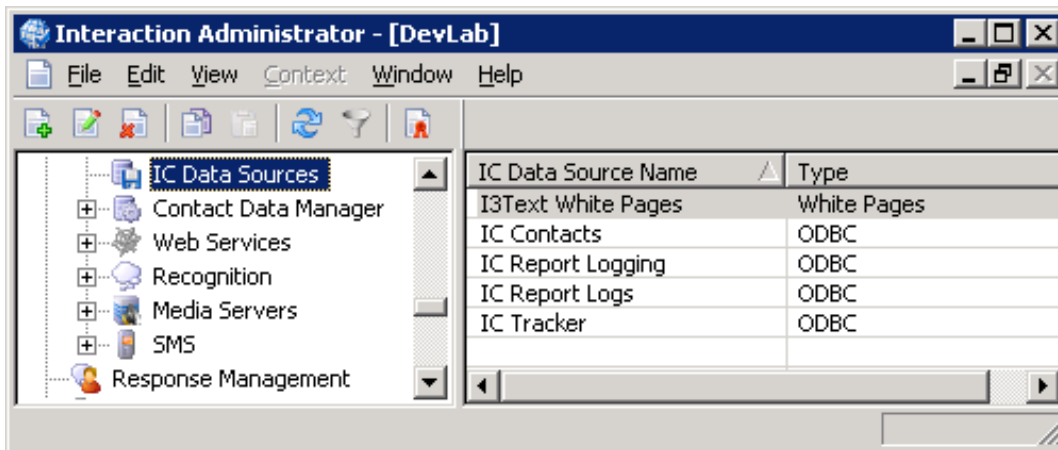 Interaction Administrator - [DevLab]
File Edit View Context Window Help
IC Data Sources
Contact Data Manager
Web Services
Recognition
Media Servers
SMS
Response Management
IC Data Source Name Type
I3Text White Pages White Pages
IC Contacts ODBC
IC Report Logging ODBC
IC Report Logs ODBC
IC Tracker ODBC